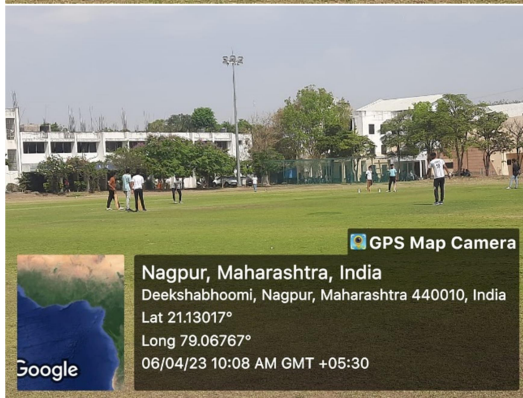 GPS Map Camera
Nagpur, Maharashtra, India
Deekshabhoomi, Nagpur, Maharashtra 440010, India
Lat 21.13017°
Long 79.06767°
06/04/23 10:08 AM GMT +05:30
Google